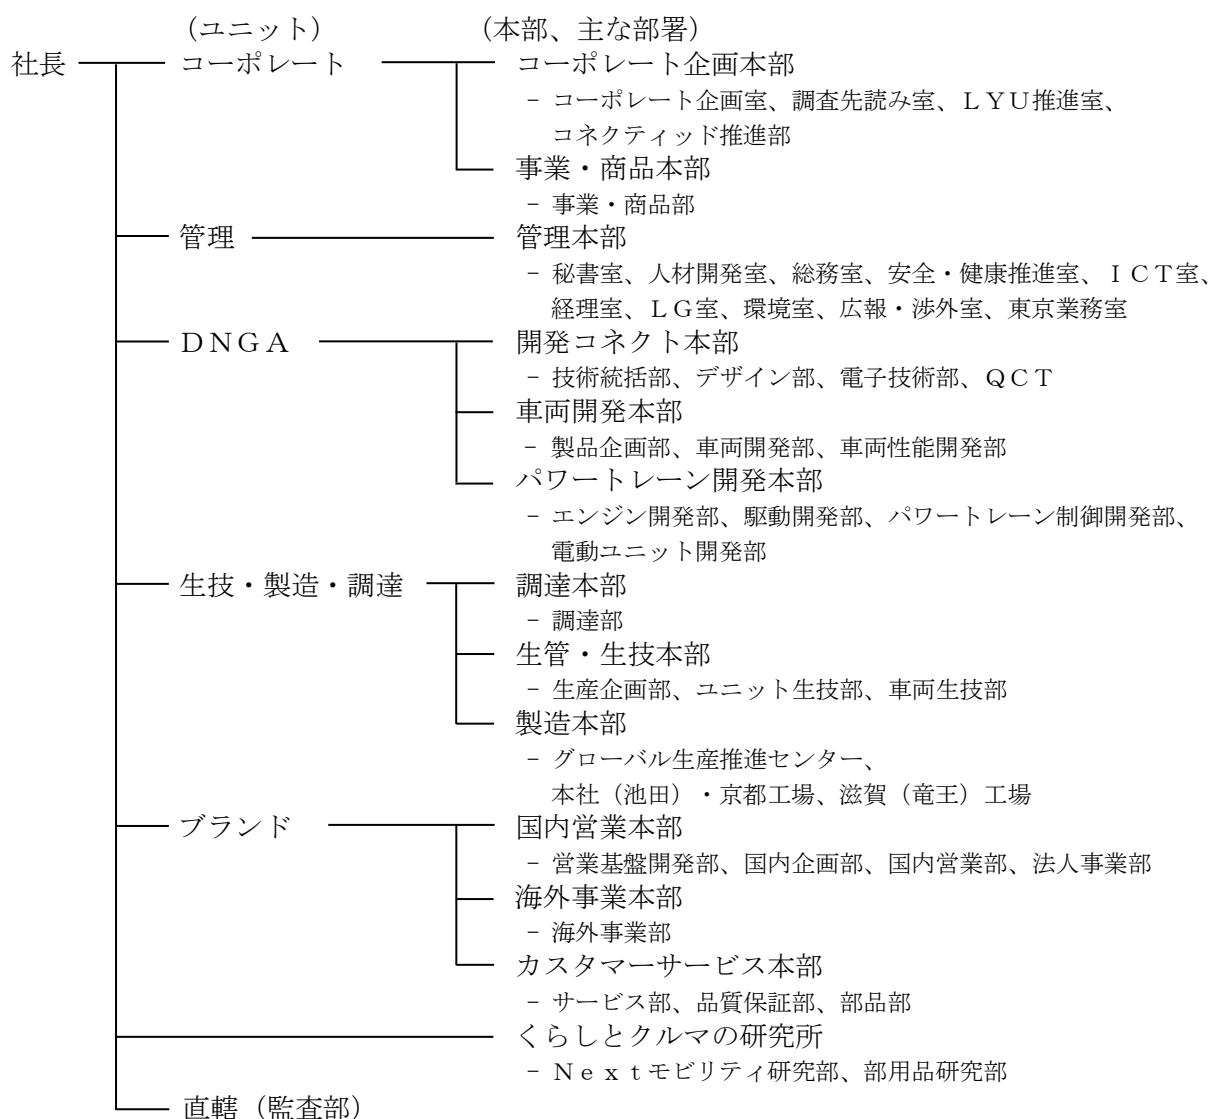 （ユニット） （本部、主な部署）
社長 コーポレート コーポレート企画本部
− コーポレート企画室、調査先読み室、ＬＹＵ推進室、
コネクティッド推進部
事業・商品本部
− 事業・商品部
管理 管理本部
− 秘書室、人材開発室、総務室、安全・健康推進室、ＩＣＴ室、
経理室、ＬＧ室、環境室、広報・渉外室、東京業務室
ＤＮＧＡ 開発コネクト本部
− 技術統括部、デザイン部、電子技術部、ＱＣＴ
車両開発本部
− 製品企画部、車両開発部、車両性能開発部
パワートレーン開発本部
− エンジン開発部、駆動開発部、パワートレーン制御開発部、
電動ユニット開発部
生技・製造・調達 調達本部
− 調達部
生管・生技本部
− 生産企画部、ユニット生技部、車両生技部
製造本部
− グローバル生産推進センター、
本社（池田）・京都工場、滋賀（竜王）工場
ブランド 国内営業本部
− 営業基盤開発部、国内企画部、国内営業部、法人事業部
海外事業本部
− 海外事業部
カスタマーサービス本部
− サービス部、品質保証部、部品部
くらしとクルマの研究所
− Ｎｅｘｔモビリティ研究部、部用品研究部
直轄（監査部）